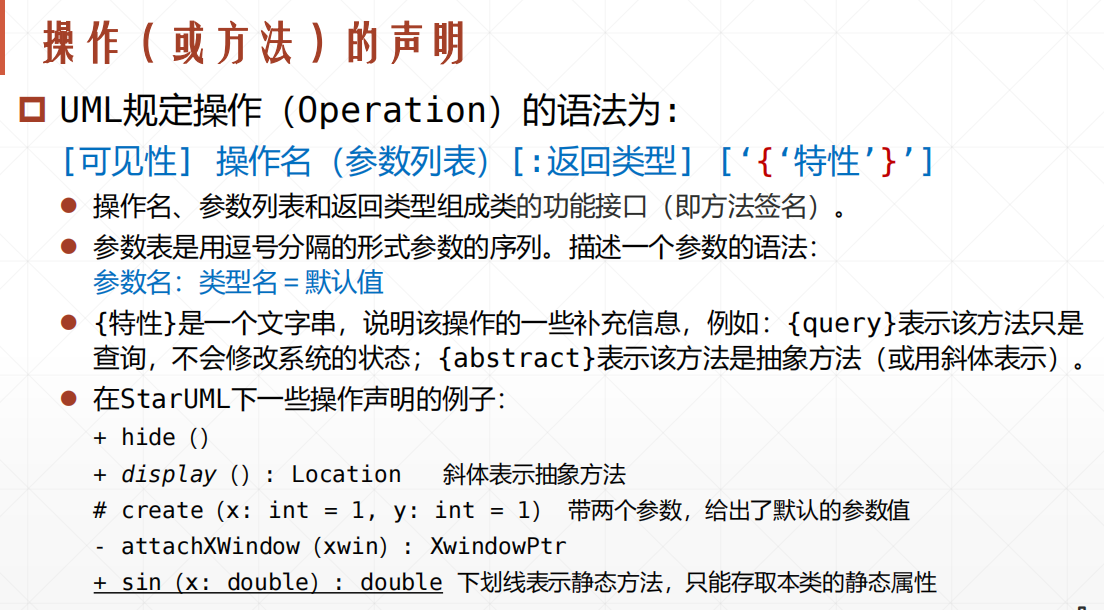 操作（或方法）的声明
UML规定操作（Operation）的语法为：
[可见性] 操作名（参数列表）[:返回类型] [‘{‘特性’}’]
操作名、参数列表和返回类型组成类的功能接口（即方法签名）。
参数表是用逗号分隔的形式参数的序列。描述一个参数的语法：
参数名：类型名＝默认值
{特性}是一个文字串，说明该操作的一些补充信息，例如：{query}表示该方法只是
查询，不会修改系统的状态；{abstract}表示该方法是抽象方法（或用斜体表示）。
在StarUML下一些操作声明的例子：
+ hide（）
+ display（）: Location 斜体表示抽象方法
# create（x: int = 1, y: int = 1） 带两个参数，给出了默认的参数值
- attachXWindow（xwin）: XwindowPtr
+ sin（x: double）: double 下划线表示静态方法，只能存取本类的静态属性